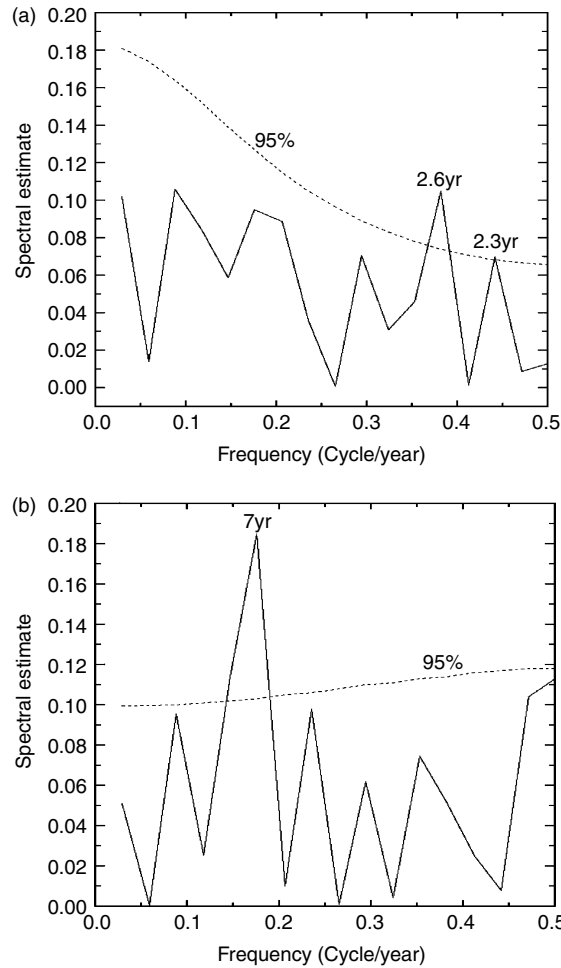 (a)
0.20
0.18
0.16
0.14
0.12
0.10
0.08
0.06
0.04
0.02
0.00
Spectral estimate
95%
2.6yr
2.3yr
0.0 0.1 0.2 0.3 0.4 0.5
Frequency (Cycle/year)
(b)
0.20
0.18
0.16
0.14
0.12
0.10
0.08
0.06
0.04
0.02
0.00
Spectral estimate
7yr
95%
0.0 0.1 0.2 0.3 0.4 0.5
Frequency (Cycle/year)